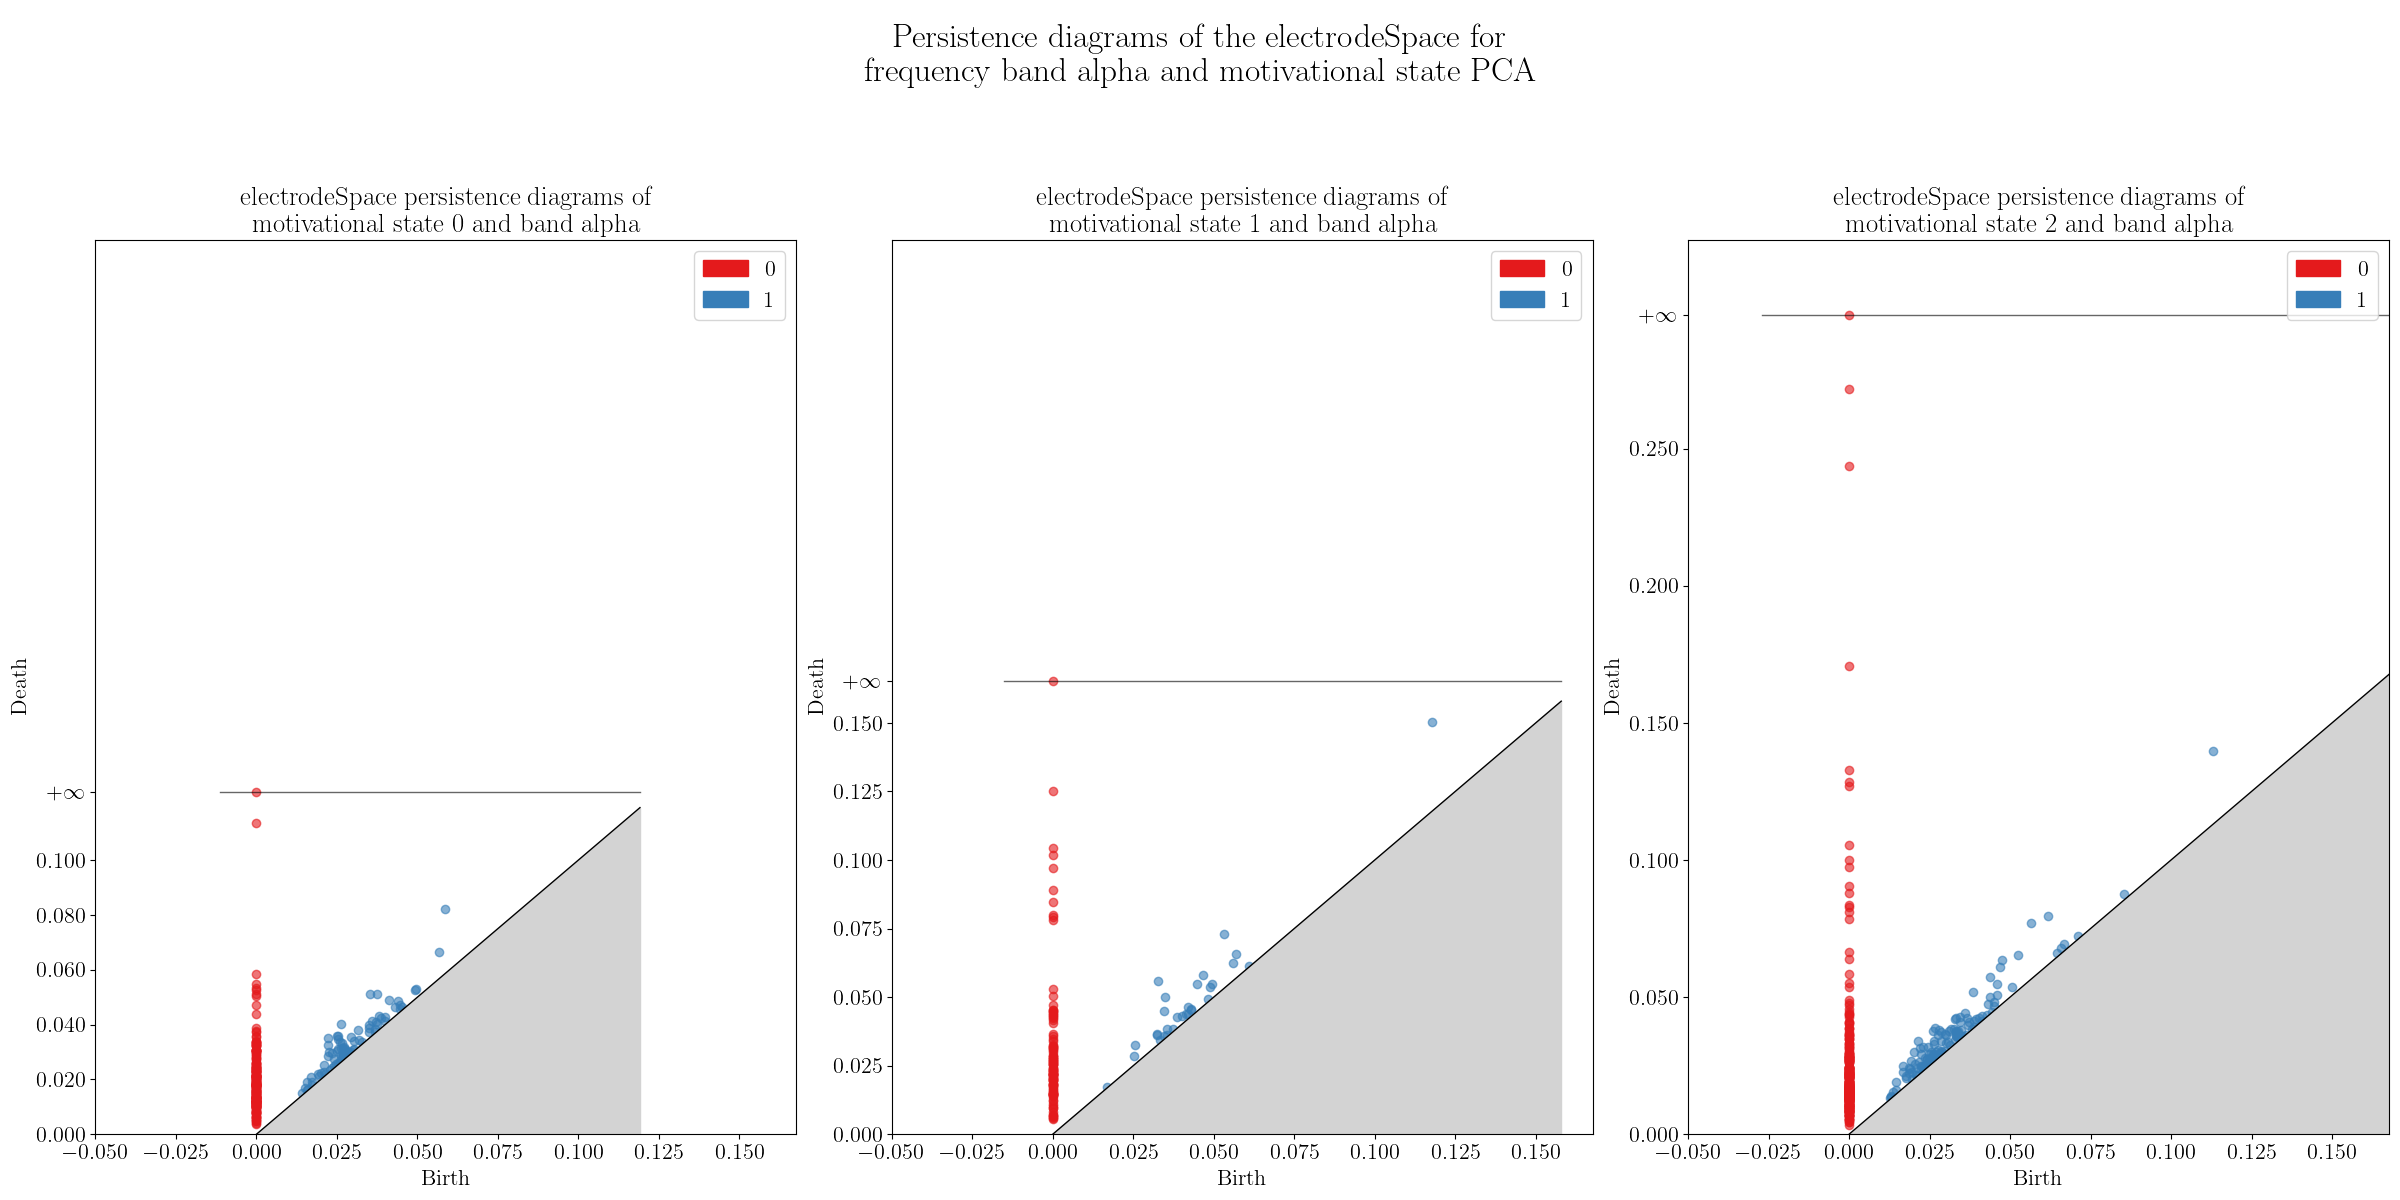 Persistence diagrams of the electrodeSpace for
frequency band alpha and motivational state PCA
electrodeSpace persistence diagrams of
motivational state 0 and band alpha
0
1
Death
+∞
0.100
0.080
0.060
0.040
0.020
0.000
−0.050 −0.025 0.000 0.025 0.050 0.075 0.100 0.125 0.150
Birth
electrodeSpace persistence diagrams of
motivational state 1 and band alpha
0
1
Death
+∞
0.150
0.125
0.100
0.075
0.050
0.025
0.000
−0.050 −0.025 0.000 0.025 0.050 0.075 0.100 0.125 0.150
Birth
electrodeSpace persistence diagrams of
motivational state 2 and band alpha
0
1
Death
+∞
0.250
0.200
0.150
0.100
0.050
0.000
−0.050 −0.025 0.000 0.025 0.050 0.075 0.100 0.125 0.150
Birth